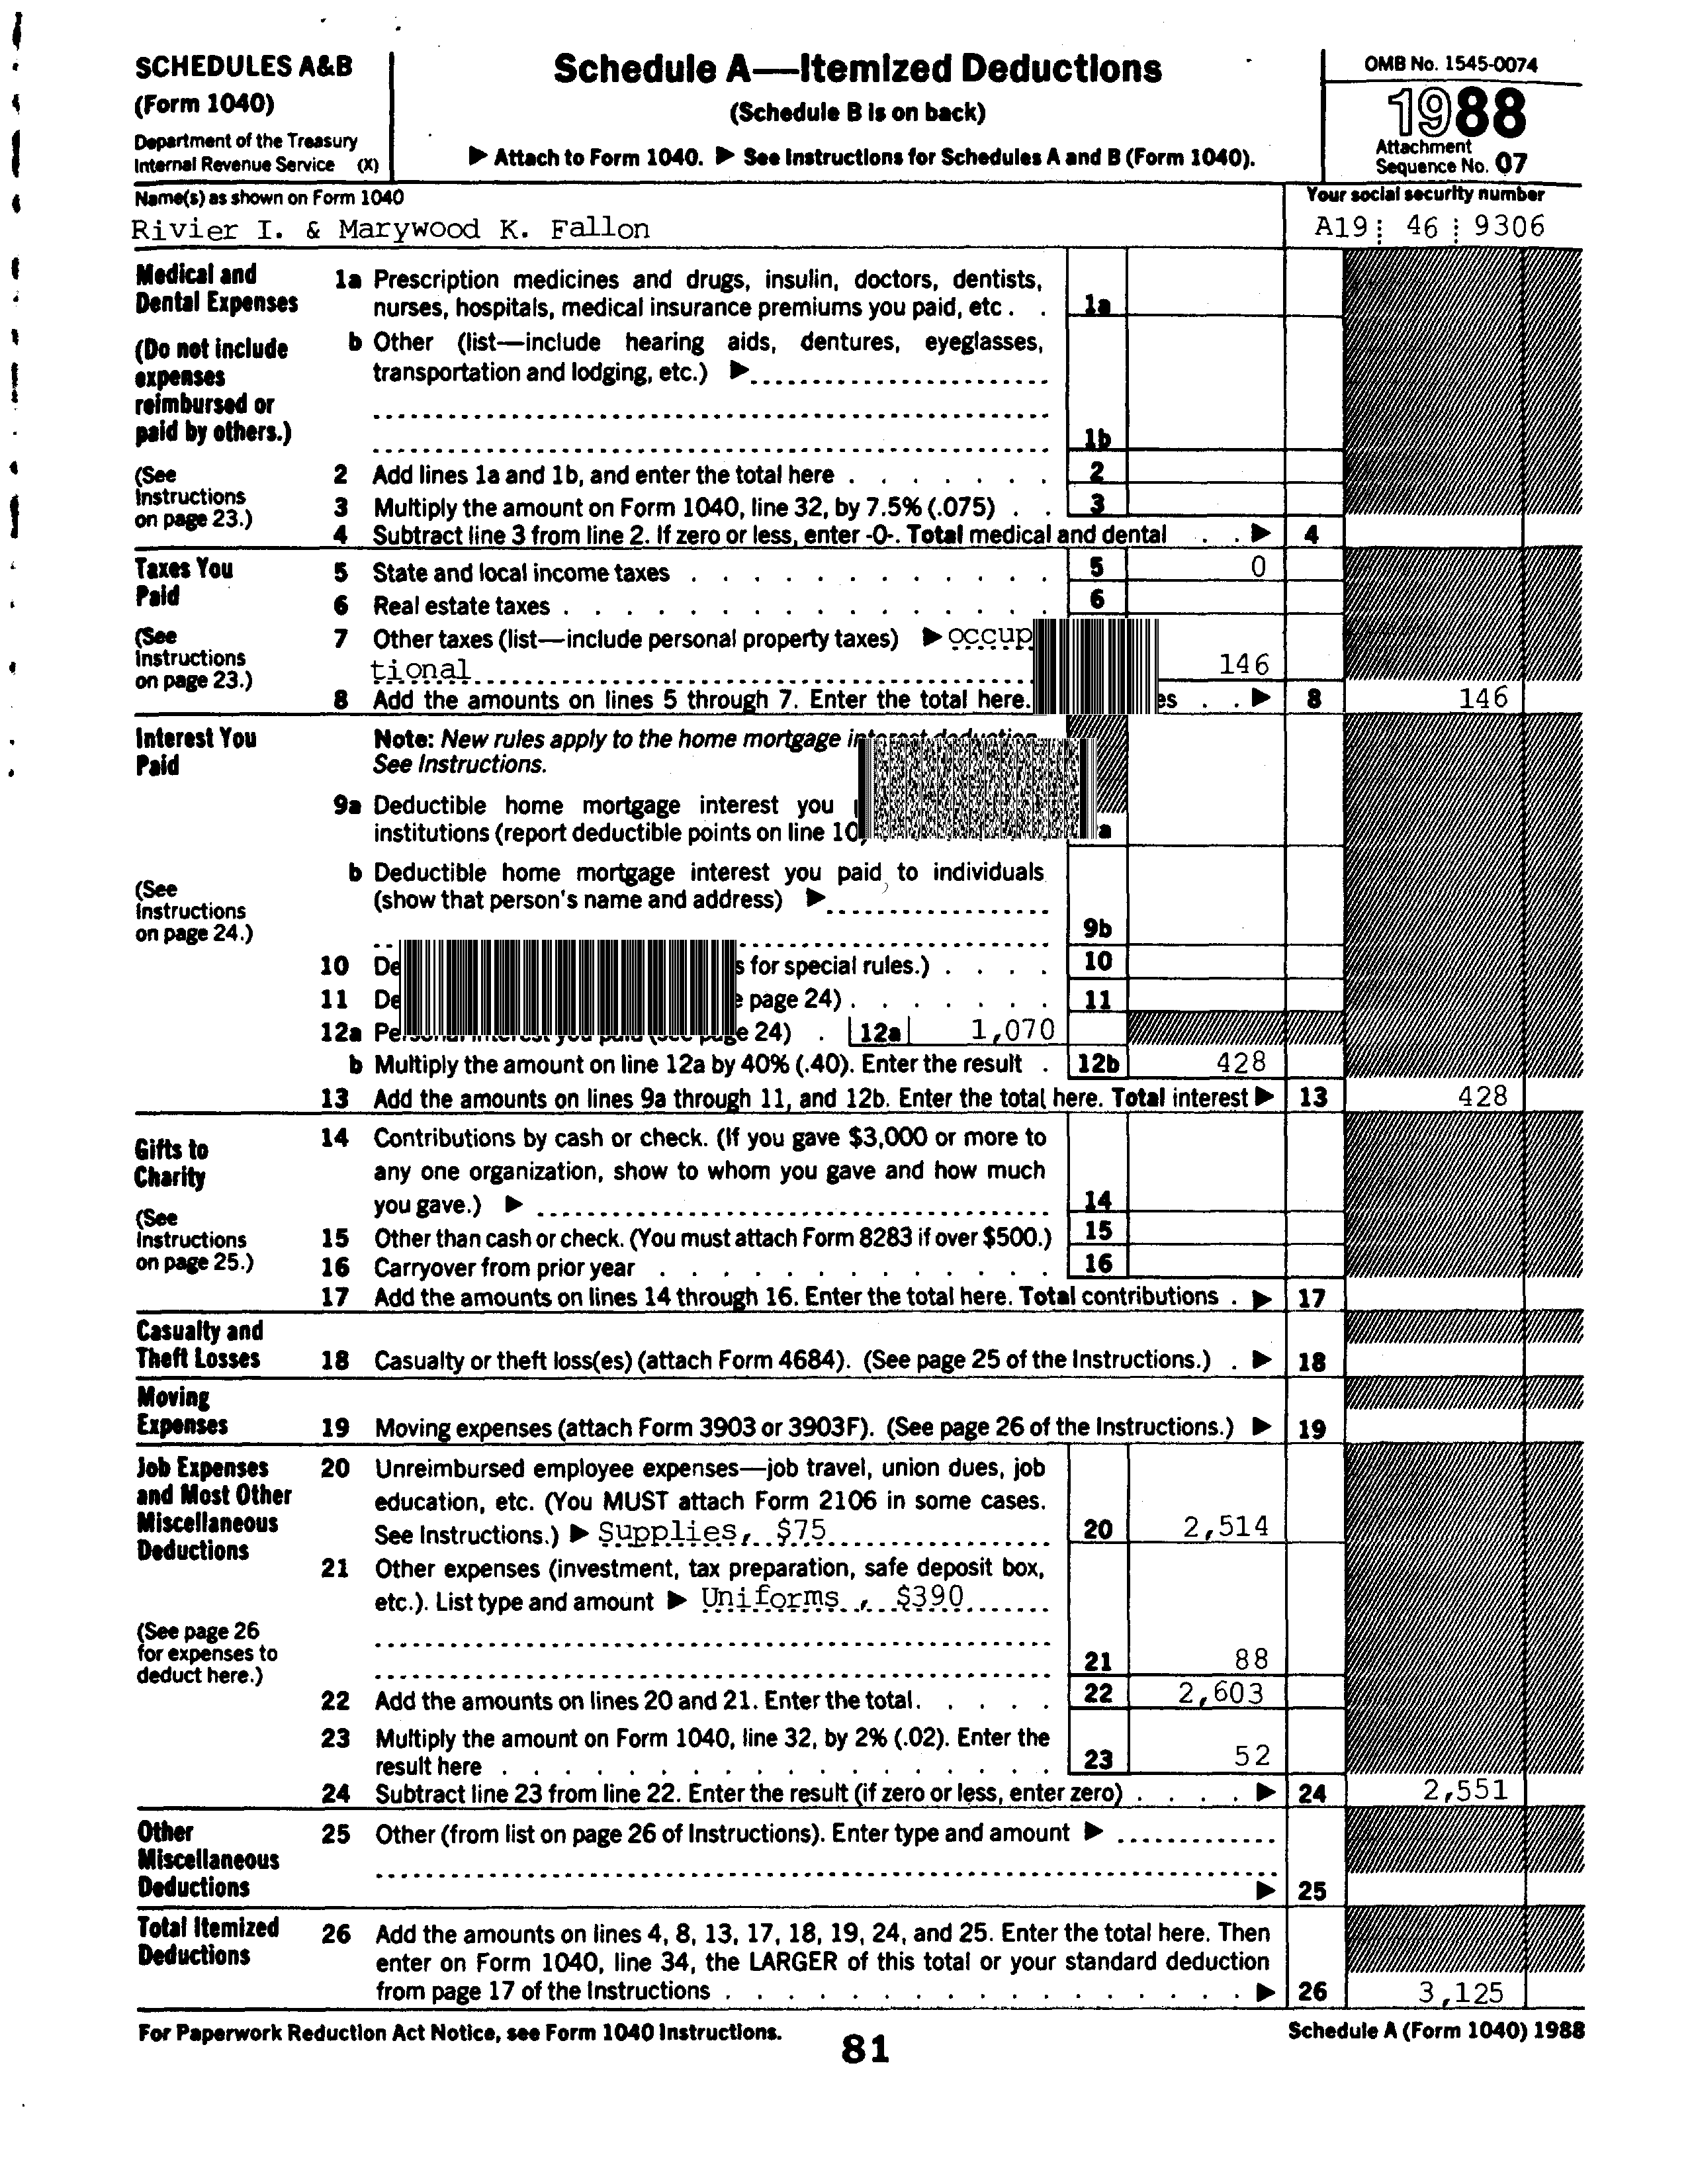 SCHEDULES A&B
(Form 1040)
Department of the Treasury
Internal Revenue Service (X)
Schedule A—Itemized Deductions
(Schedule B is on back)
▶ Attach to Form 1040. ▶ See Instructions for Schedules A and B (Form 1040).
OMB No. 1545-0074
1988
Attachment
Sequence No. 07
Name(s) as shown on Form 1040
Your social security number
Rivier I. & Marywood K. Fallon
A19 46 9306
Medical and
Dental Expenses
(Do not include
expenses
reimbursed or
paid by others.)
(See
Instructions
on page 23.)
1a Prescription medicines and drugs, insulin, doctors, dentists,
nurses, hospitals, medical insurance premiums you paid, etc . . 1a
b Other (list—include hearing aids, dentures, eyeglasses,
transportation and lodging, etc.) ▶
1b
2 Add lines 1a and 1b, and enter the total here . . . . . . . 2
3 Multiply the amount on Form 1040, line 32, by 7.5% (.075) . . 3
4 Subtract line 3 from line 2. If zero or less, enter -0-. Total medical and dental . . ▶ 4
Taxes You
Paid
(See
Instructions
on page 23.)
5 State and local income taxes . . . . . . . . . . . . 5 0
6 Real estate taxes . . . . . . . . . . . . . . . . 6
7 Other taxes (list—include personal property taxes) ▶ occup
tional 146
8 Add the amounts on lines 5 through 7. Enter the total here. es . . ▶ 8 146
Interest You
Paid
(See
Instructions
on page 24.)
Note: New rules apply to the home mortgage interest deduction
See Instructions.
9a Deductible home mortgage interest you
institutions (report deductible points on line 10, a
b Deductible home mortgage interest you paid to individuals
(show that person's name and address) ▶
9b
10 De s for special rules.) . . . . 10
11 De page 24) . . . . . . . 11
12a Personal interest you paid (see page 24) . 12a 1,070
b Multiply the amount on line 12a by 40% (.40). Enter the result . 12b 428
13 Add the amounts on lines 9a through 11, and 12b. Enter the total here. Total interest ▶ 13 428
Gifts to
Charity
(See
Instructions
on page 25.)
14 Contributions by cash or check. (If you gave $3,000 or more to
any one organization, show to whom you gave and how much
you gave.) ▶ 14
15 Other than cash or check. (You must attach Form 8283 if over $500.) 15
16 Carryover from prior year . . . . . . . . . . . . . 16
17 Add the amounts on lines 14 through 16. Enter the total here. Total contributions . ▶ 17
Casualty and
Theft Losses
18 Casualty or theft loss(es) (attach Form 4684). (See page 25 of the Instructions.) . ▶ 18
Moving
Expenses
19 Moving expenses (attach Form 3903 or 3903F). (See page 26 of the Instructions.) ▶ 19
Job Expenses
and Most Other
Miscellaneous
Deductions
(See page 26
for expenses to
deduct here.)
20 Unreimbursed employee expenses—job travel, union dues, job
education, etc. (You MUST attach Form 2106 in some cases.
See Instructions.) ▶ Supplies, $75 20 2,514
21 Other expenses (investment, tax preparation, safe deposit box,
etc.). List type and amount ▶ Uniforms , $390
21 88
22 Add the amounts on lines 20 and 21. Enter the total. . . . . 22 2,603
23 Multiply the amount on Form 1040, line 32, by 2% (.02). Enter the
result here . . . . . . . . . . . . . . . . . . 23 52
24 Subtract line 23 from line 22. Enter the result (if zero or less, enter zero) . . . . ▶ 24 2,551
Other
Miscellaneous
Deductions
25 Other (from list on page 26 of Instructions). Enter type and amount ▶
▶ 25
Total Itemized
Deductions
26 Add the amounts on lines 4, 8, 13, 17, 18, 19, 24, and 25. Enter the total here. Then
enter on Form 1040, line 34, the LARGER of this total or your standard deduction
from page 17 of the Instructions . . . . . . . . . . . . . . . . . . ▶ 26 3,125
For Paperwork Reduction Act Notice, see Form 1040 Instructions.
81
Schedule A (Form 1040) 1988